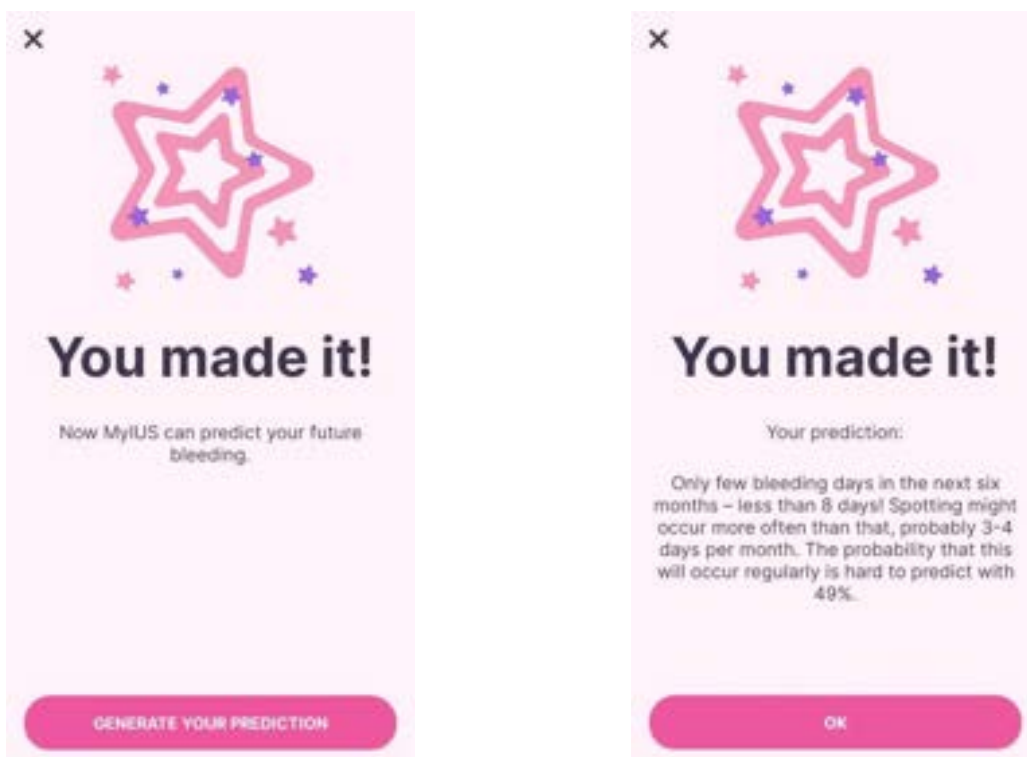 You made it!
Now MyIUS can predict your future
bleeding.
GENERATE YOUR PREDICTION
You made it!
Your prediction:
Only few bleeding days in the next six
months – less than 8 days! Spotting might
occur more often than that, probably 3-4
days per month. The probability that this
will occur regularly is hard to predict with
49%.
OK